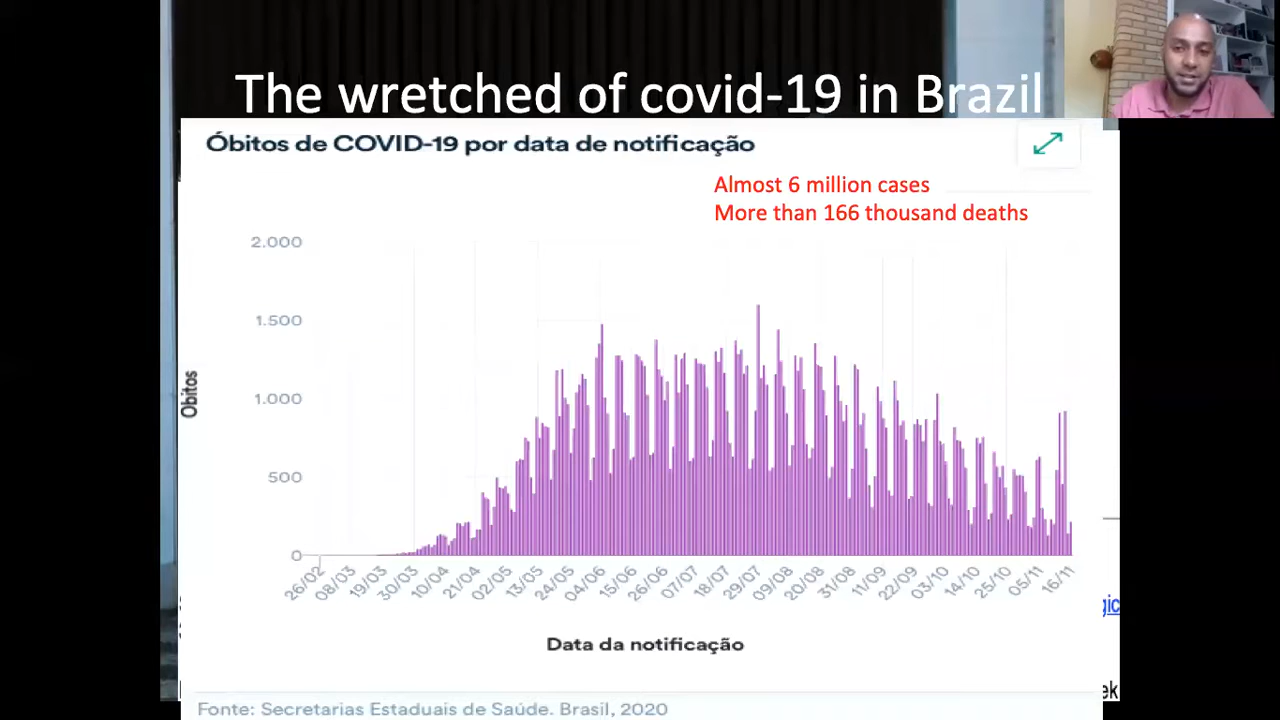 The wretched of covid-19 in Brazil
Óbitos de COVID-19 por data de notificação
Almost 6 million cases
More than 166 thousand deaths
2.000
1.500
1.000
500
0
Óbitos
26/02 08/03 19/03 30/03 10/04 21/04 02/05 13/05 24/05 04/06 15/06 26/06 07/07 18/07 29/07 09/08 20/08 31/08 11/09 22/09 03/10 14/10 25/10 05/11 16/11
Data da notificação
gic
ek
Fonte: Secretarias Estaduais de Saúde. Brasil, 2020